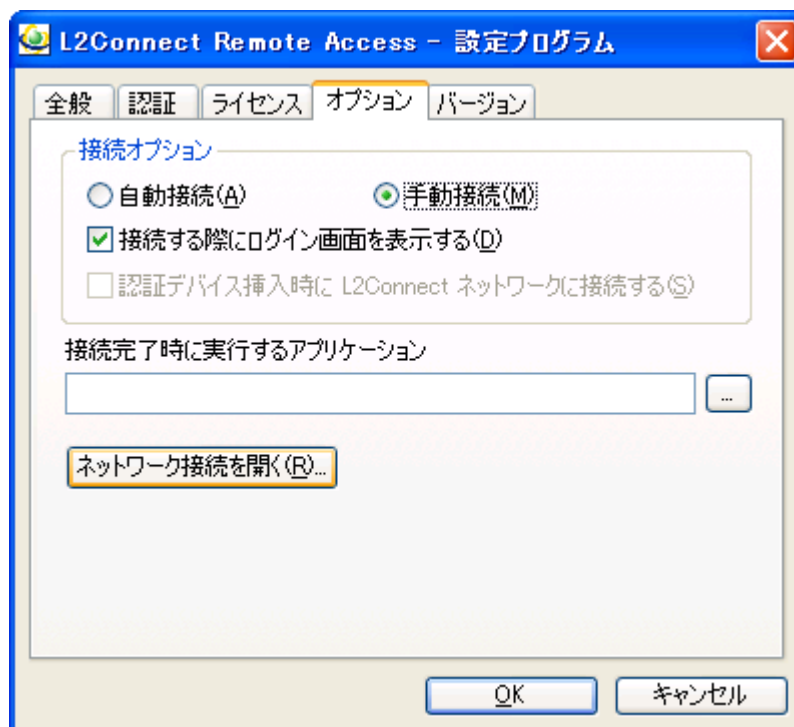 L2Connect Remote Access - 設定プログラム
全般 認証 ライセンス オプション バージョン
接続オプション
自動接続(A) 手動接続(M)
接続する際にログイン画面を表示する(D)
認証デバイス挿入時に L2Connect ネットワークに接続する(S)
接続完了時に実行するアプリケーション
...
ネットワーク接続を開く(R)...
OK キャンセル